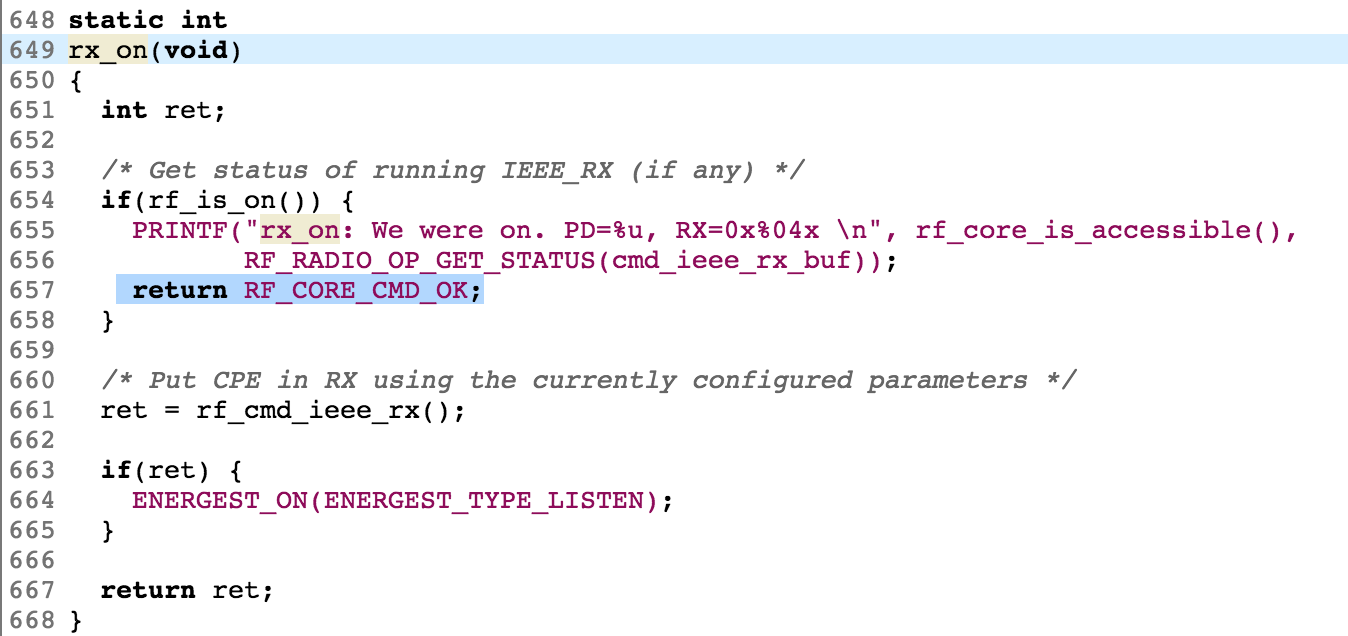 648 static int
649 rx_on(void)
650 {
651   int ret;
652
653   /* Get status of running IEEE_RX (if any) */
654   if(rf_is_on()) {
655     PRINTF("rx_on: We were on. PD=%u, RX=0x%04x \n", rf_core_is_accessible(),
656            RF_RADIO_OP_GET_STATUS(cmd_ieee_rx_buf));
657     return RF_CORE_CMD_OK;
658   }
659
660   /* Put CPE in RX using the currently configured parameters */
661   ret = rf_cmd_ieee_rx();
662
663   if(ret) {
664     ENERGEST_ON(ENERGEST_TYPE_LISTEN);
665   }
666
667   return ret;
668 }